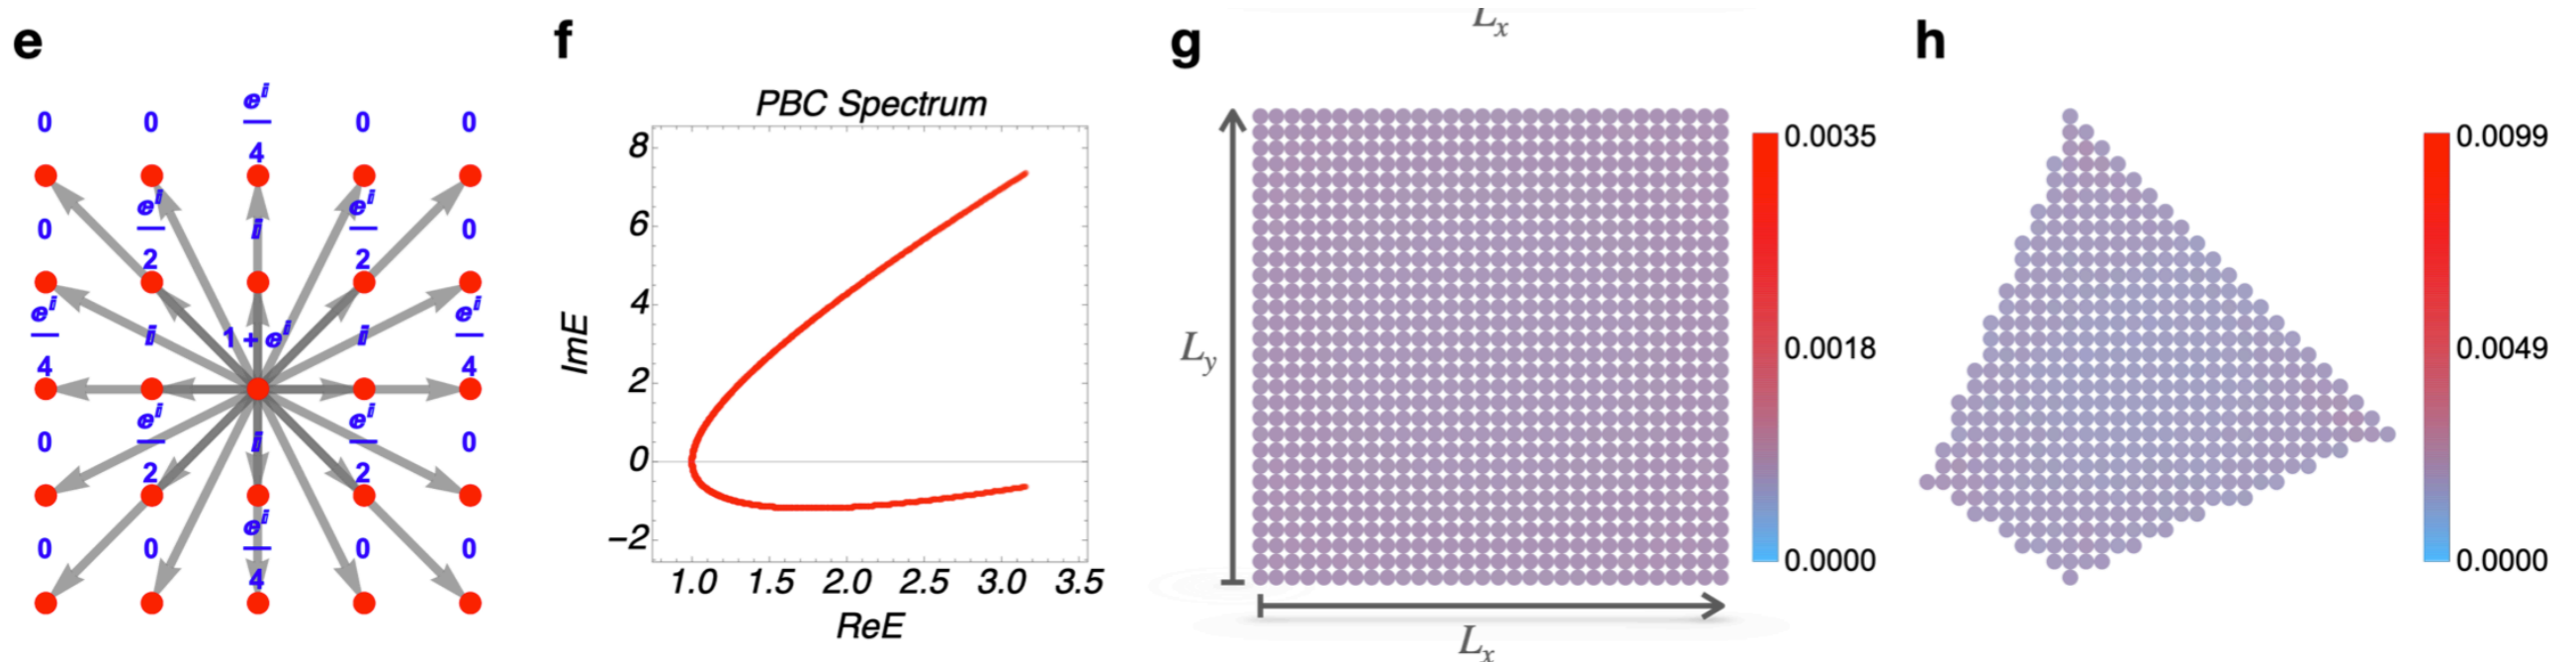 e
e^i/4
0 0 0 0
e^i/2 e^i/2
0 i 0
e^i/4 i 1 + e^i i e^i/4
e^i/2 e^i/2
0 i 0
0 0 e^i/4 0 0
f
PBC Spectrum
8
6
4
2
0
−2
ImE
1.0 1.5 2.0 2.5 3.0 3.5
ReE
g
L_x
L_y
L_x
0.0035
0.0018
0.0000
h
0.0099
0.0049
0.0000